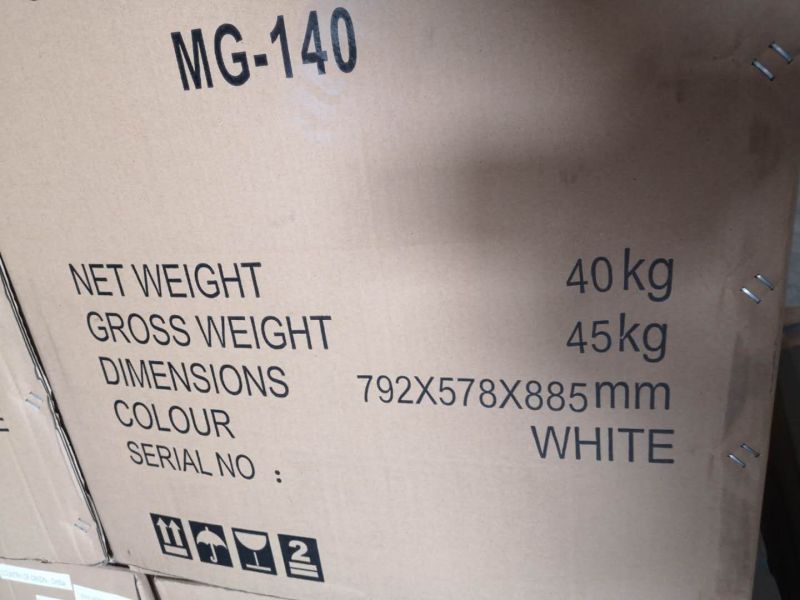 MG-140
NET WEIGHT 40kg
GROSS WEIGHT 45kg
DIMENSIONS 792X578X885mm
COLOUR WHITE
SERIAL NO :
2